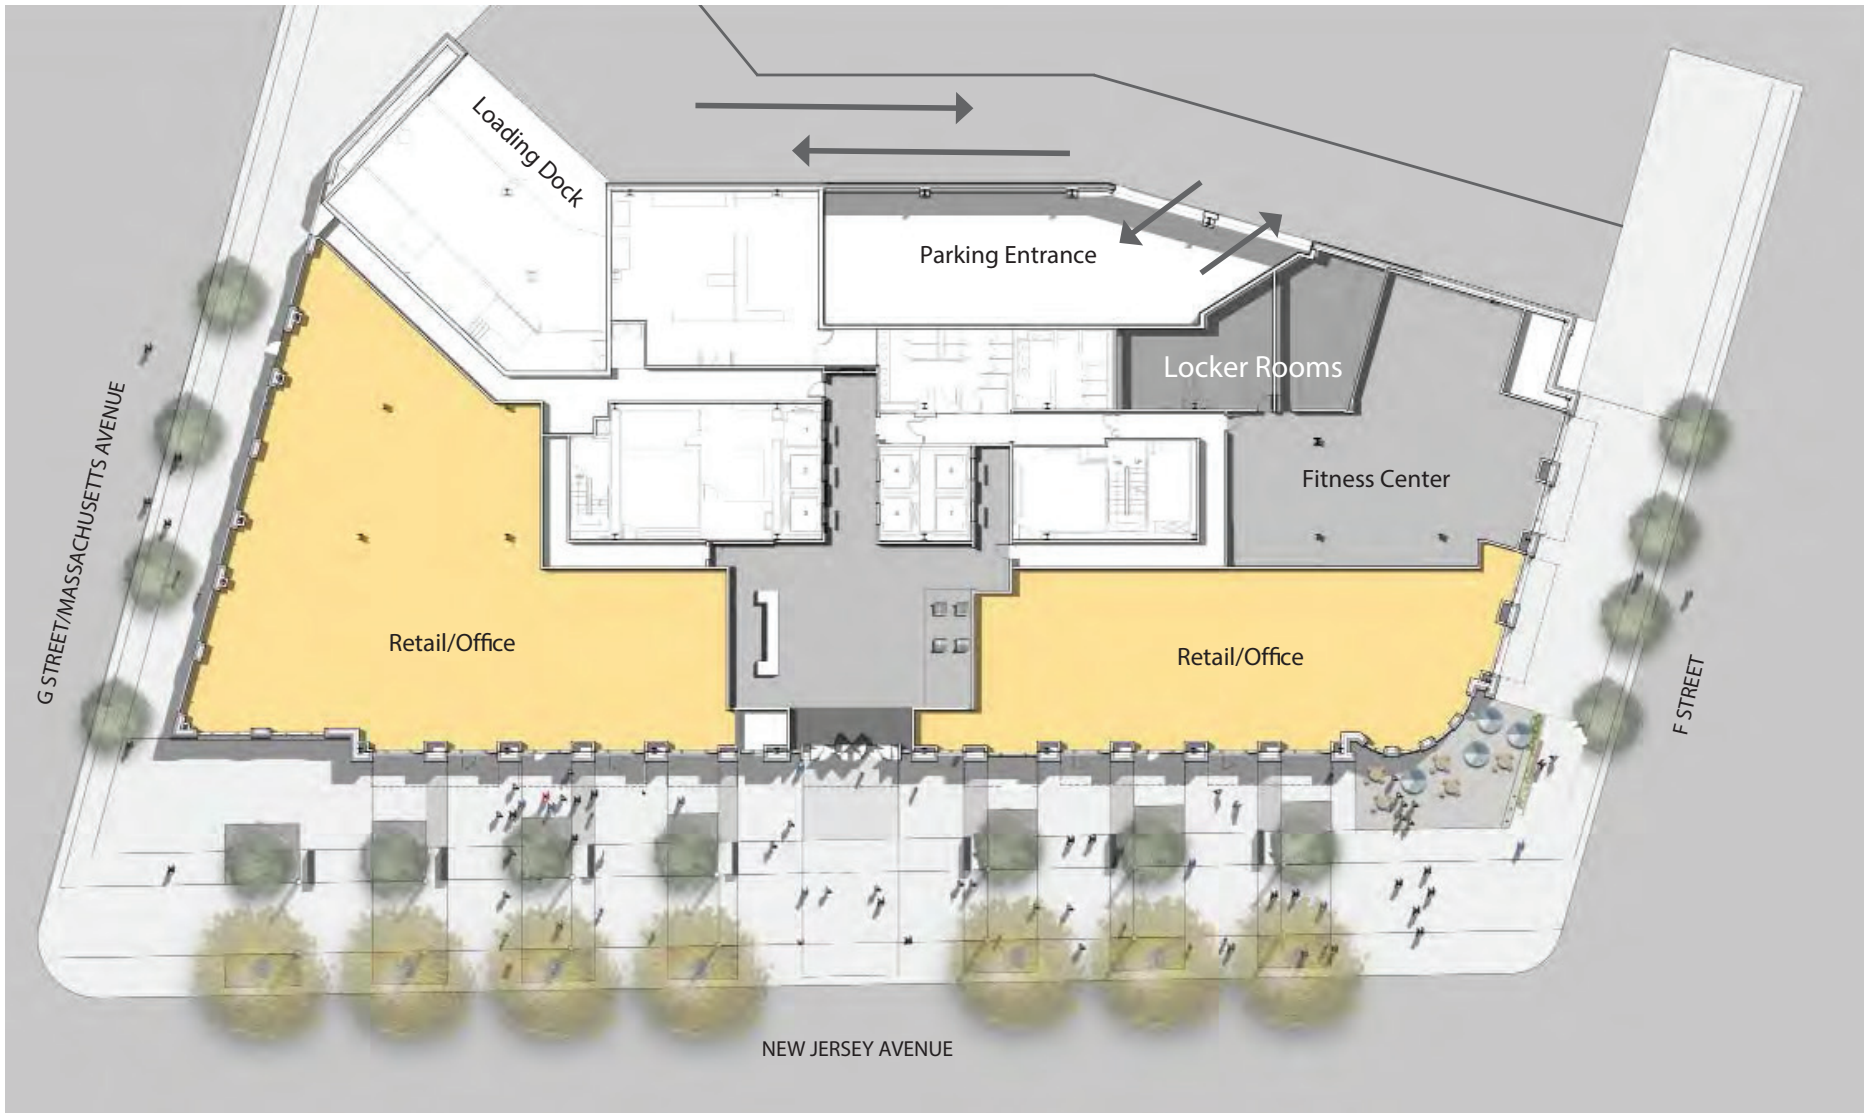 Loading Dock
Parking Entrance
Locker Rooms
Fitness Center
Retail/Office
Retail/Office
G STREET/MASSACHUSETTS AVENUE
F STREET
NEW JERSEY AVENUE